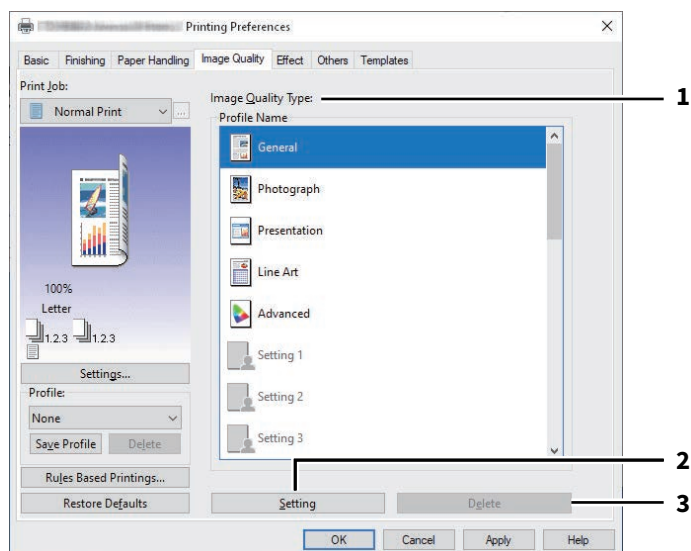 Printing Preferences
Basic Finishing Paper Handling Image Quality Effect Others Templates
Print Job:
Normal Print ...
100%
Letter
1.2.3 1.2.3
Settings...
Profile:
None
Save Profile Delete
Rules Based Printings...
Restore Defaults
Image Quality Type:
Profile Name
General
Photograph
Presentation
Line Art
Advanced
Setting 1
Setting 2
Setting 3
Setting Delete
OK Cancel Apply Help
1
2
3